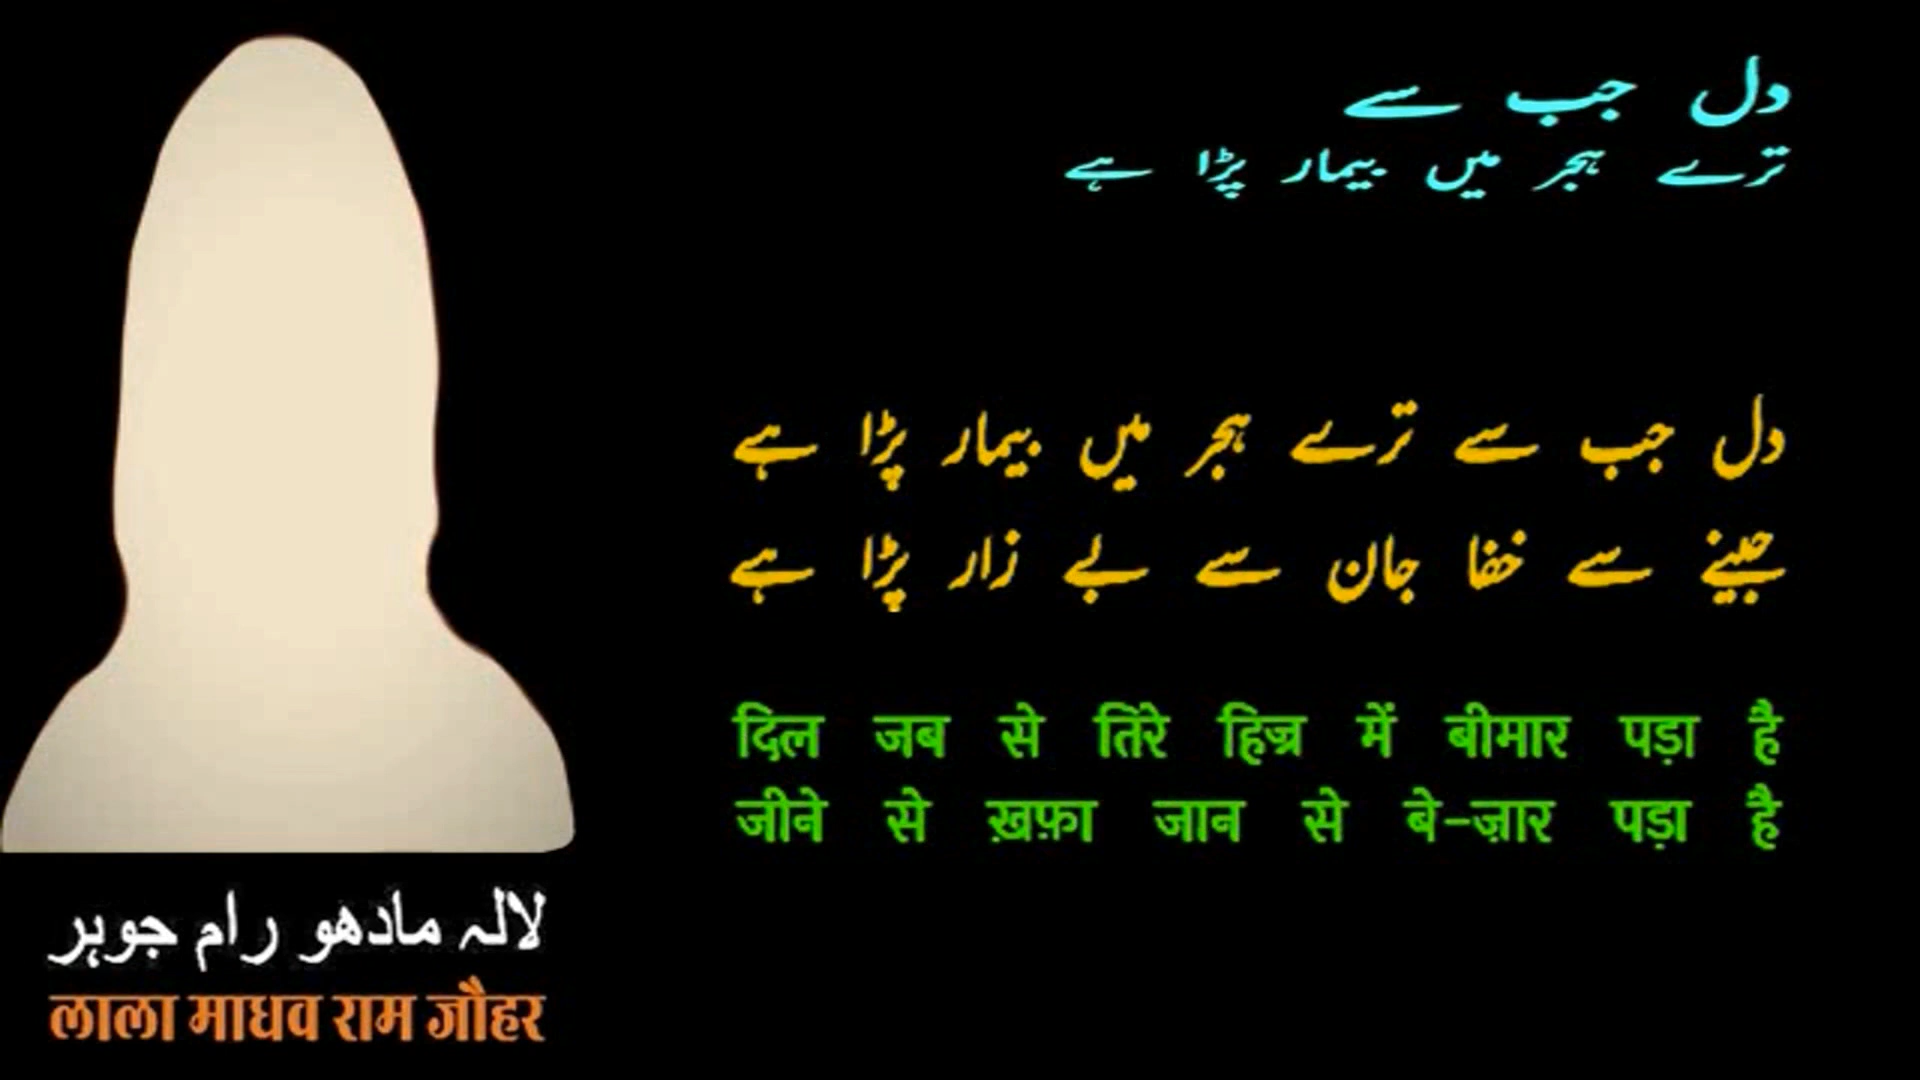 دل جب سے
ترے ہجر میں بیمار پڑا ہے
دل جب سے ترے ہجر میں بیمار پڑا ہے
جینے سے خفا جان سے بے زار پڑا ہے
दिल जब से तिरे हिज्र में बीमार पड़ा है
जीने से ख़फ़ा जान से बे-ज़ार पड़ा है
لالہ مادھو رام جوہر
लाला माधव राम जौहर